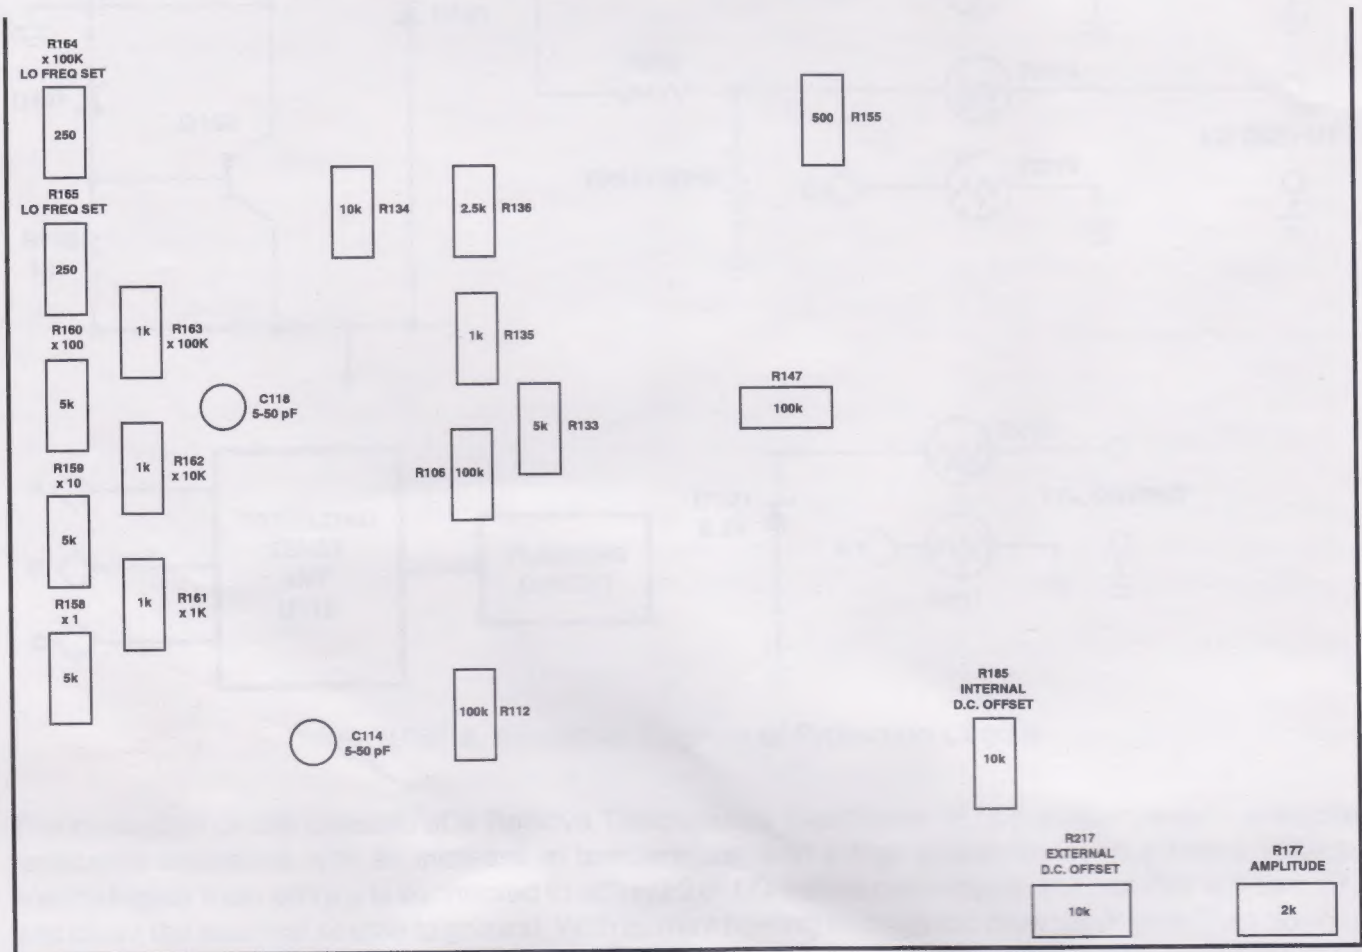 R164
x 100K
LO FREQ SET
250
R165
LO FREQ SET
250
R160
x 100
5k
R159
x 10
5k
R158
x 1
5k
1k
R163
x 100K
1k
R162
x 10K
1k
R161
x 1K
C118
5-50 pF
C114
5-50 pF
10k R134
2.5k R136
1k R135
5k R133
R106 100k
100k R112
500 R155
R147
100k
R185
INTERNAL
D.C. OFFSET
10k
R217
EXTERNAL
D.C. OFFSET
10k
R177
AMPLITUDE
2k